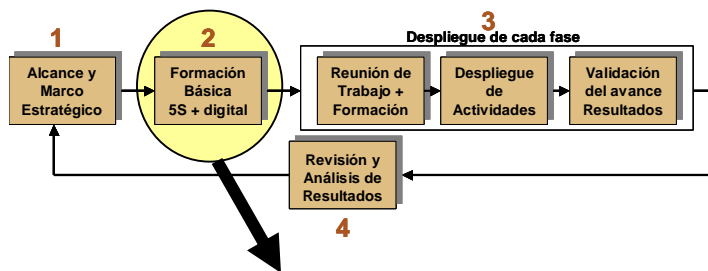 1
Alcance y
Marco
Estratégico
2
Formación
Básica
5S + digital
3
Despliegue de cada fase
Reunión de
Trabajo +
Formación
Despliegue
de
Actividades
Validación
del avance
Resultados
Revisión y
Análisis de
Resultados
4